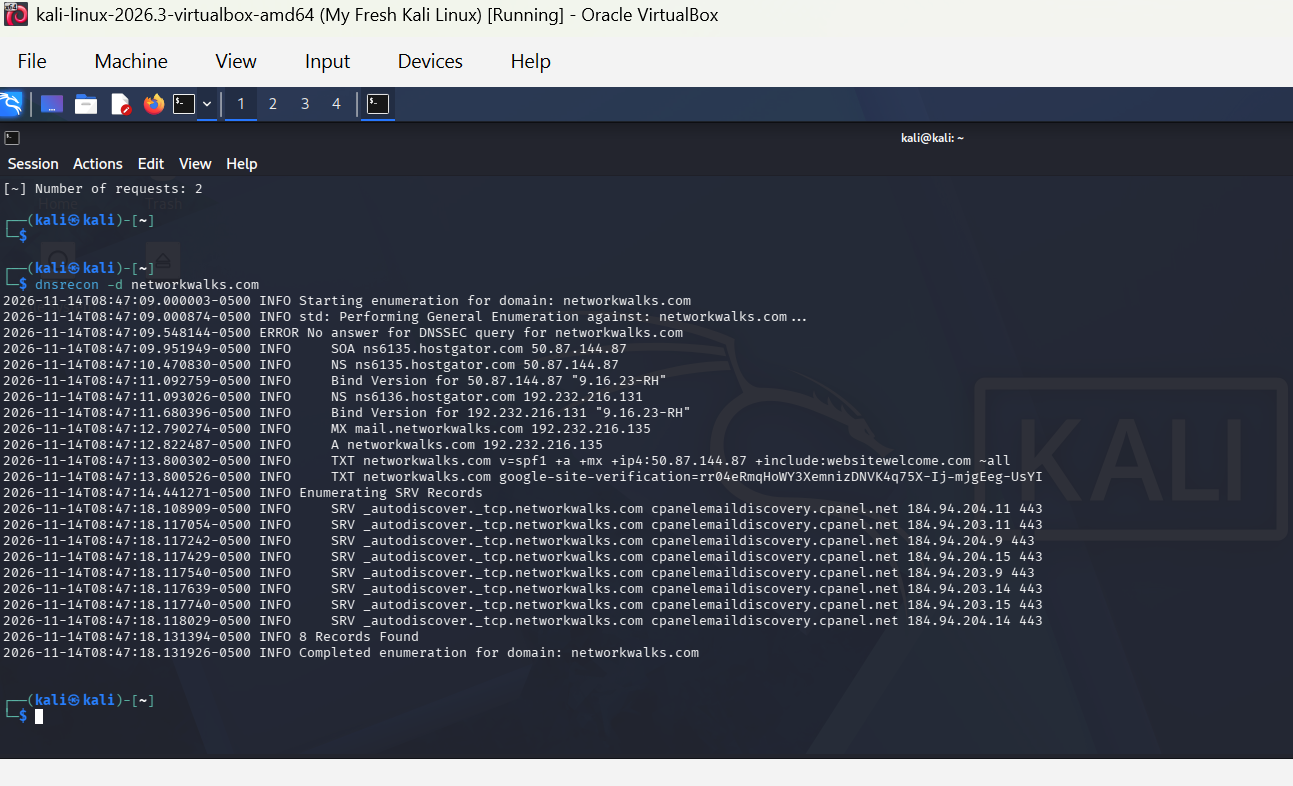 kali-linux-2026.3-virtualbox-amd64 (My Fresh Kali Linux) [Running] - Oracle VirtualBox
File Machine View Input Devices Help
1 2 3 4
kali@kali: ~
Session Actions Edit View Help
[~] Number of requests: 2
Home Trash
┌──(kali㉿kali)-[~]
└─$
┌──(kali㉿kali)-[~]
└─$ dnsrecon -d networkwalks.com
2026-11-14T08:47:09.000003-0500 INFO Starting enumeration for domain: networkwalks.com
2026-11-14T08:47:09.000874-0500 INFO std: Performing General Enumeration against: networkwalks.com...
2026-11-14T08:47:09.548144-0500 ERROR No answer for DNSSEC query for networkwalks.com
2026-11-14T08:47:09.951949-0500 INFO SOA ns6135.hostgator.com 50.87.144.87
2026-11-14T08:47:10.470830-0500 INFO NS ns6135.hostgator.com 50.87.144.87
2026-11-14T08:47:11.092759-0500 INFO Bind Version for 50.87.144.87 "9.16.23-RH"
2026-11-14T08:47:11.093026-0500 INFO NS ns6136.hostgator.com 192.232.216.131
2026-11-14T08:47:11.680396-0500 INFO Bind Version for 192.232.216.131 "9.16.23-RH"
2026-11-14T08:47:12.790274-0500 INFO MX mail.networkwalks.com 192.232.216.135
2026-11-14T08:47:12.822487-0500 INFO A networkwalks.com 192.232.216.135
2026-11-14T08:47:13.800302-0500 INFO TXT networkwalks.com v=spf1 +a +mx +ip4:50.87.144.87 +include:websitewelcome.com ~all
2026-11-14T08:47:13.800526-0500 INFO TXT networkwalks.com google-site-verification=rr04eRmqHoWY3XemnizDNVK4q75X-Ij-mjgEeg-UsYI
2026-11-14T08:47:14.441271-0500 INFO Enumerating SRV Records
2026-11-14T08:47:18.108909-0500 INFO SRV _autodiscover._tcp.networkwalks.com cpanelemaildiscovery.cpanel.net 184.94.204.11 443
2026-11-14T08:47:18.117054-0500 INFO SRV _autodiscover._tcp.networkwalks.com cpanelemaildiscovery.cpanel.net 184.94.203.11 443
2026-11-14T08:47:18.117242-0500 INFO SRV _autodiscover._tcp.networkwalks.com cpanelemaildiscovery.cpanel.net 184.94.204.9 443
2026-11-14T08:47:18.117429-0500 INFO SRV _autodiscover._tcp.networkwalks.com cpanelemaildiscovery.cpanel.net 184.94.204.15 443
2026-11-14T08:47:18.117540-0500 INFO SRV _autodiscover._tcp.networkwalks.com cpanelemaildiscovery.cpanel.net 184.94.203.9 443
2026-11-14T08:47:18.117639-0500 INFO SRV _autodiscover._tcp.networkwalks.com cpanelemaildiscovery.cpanel.net 184.94.203.14 443
2026-11-14T08:47:18.117740-0500 INFO SRV _autodiscover._tcp.networkwalks.com cpanelemaildiscovery.cpanel.net 184.94.203.15 443
2026-11-14T08:47:18.118029-0500 INFO SRV _autodiscover._tcp.networkwalks.com cpanelemaildiscovery.cpanel.net 184.94.204.14 443
2026-11-14T08:47:18.131394-0500 INFO 8 Records Found
2026-11-14T08:47:18.131926-0500 INFO Completed enumeration for domain: networkwalks.com
┌──(kali㉿kali)-[~]
└─$
KALI